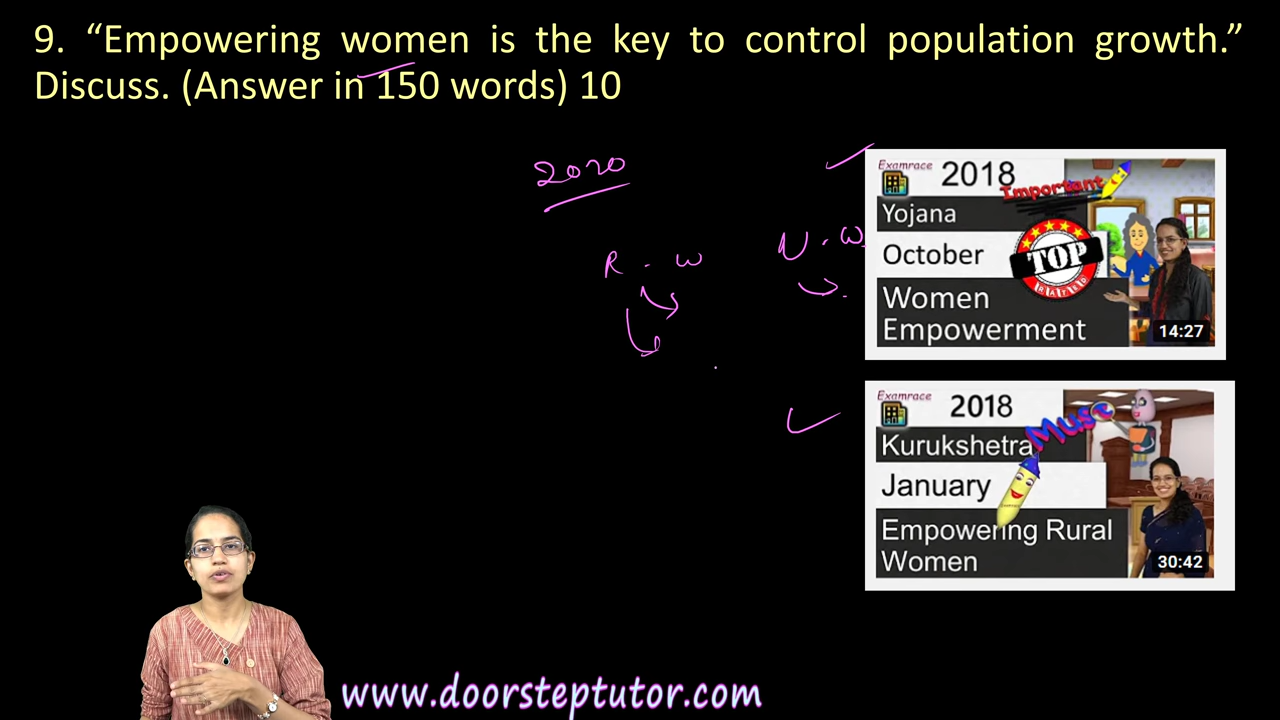 9. “Empowering women is the key to control population growth.”
Discuss. (Answer in 150 words) 10
2020
R . W
U . W
Examrace
2018
Important
Yojana
October
TOP
RATED
Women
Empowerment
14:27
Examrace
2018
Muse
Kurukshetra
January
Empowering Rural
Women
30:42
www.doorsteptutor.com